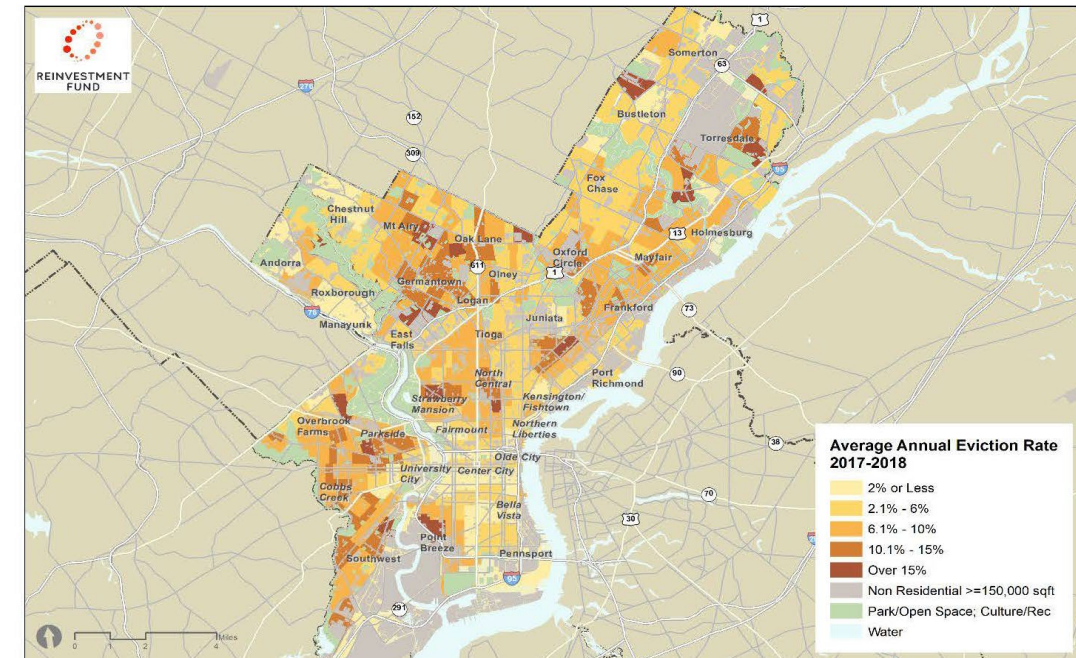 REINVESTMENT
FUND
276
152
309
1
Somerton
63
Bustleton
Torresdale
95
Fox
Chase
13
Holmesburg
Chestnut
Hill
Mt Airy
Oak Lane
Oxford
Circle
Mayfair
611
Olney
1
Andorra
Germantown
Roxborough
Logan
Frankford
73
76
Manayunk
Juniata
East
Falls
Tioga
Port
Richmond
90
North
Central
Strawberry
Mansion
Kensington/
Fishtown
Overbrook
Farms
Parkside
Fairmount
Northern
Liberties
38
Olde City
University
City
Center City
Cobbs
Creek
70
Bella
Vista
30
Point
Breeze
Pennsport
Southwest
95
291
Average Annual Eviction Rate
2017-2018
2% or Less
2.1% - 6%
6.1% - 10%
10.1% - 15%
Over 15%
Non Residential >=150,000 sqft
Park/Open Space; Culture/Rec
Water
Miles
0 1 2 4